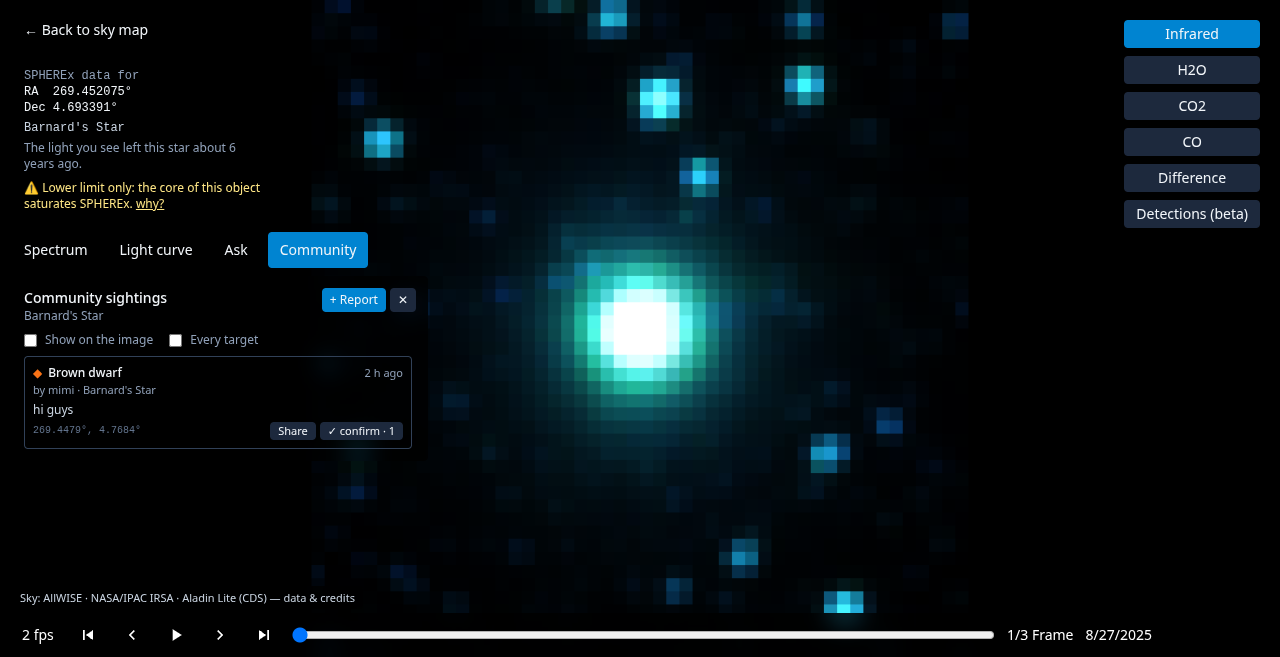 ← Back to sky map
SPHEREx data for
RA 269.452075°
Dec 4.693391°
Barnard's Star
The light you see left this star about 6
years ago.
⚠️ Lower limit only: the core of this object
saturates SPHEREx. why?
Spectrum Light curve Ask Community
Community sightings
Barnard's Star
+ Report ✕
Show on the image Every target
◆ Brown dwarf 2 h ago
by mimi · Barnard's Star
hi guys
269.4479°, 4.7684° Share ✓ confirm · 1
Infrared
H2O
CO2
CO
Difference
Detections (beta)
Sky: AllWISE · NASA/IPAC IRSA · Aladin Lite (CDS) — data & credits
2 fps 1/3 Frame 8/27/2025